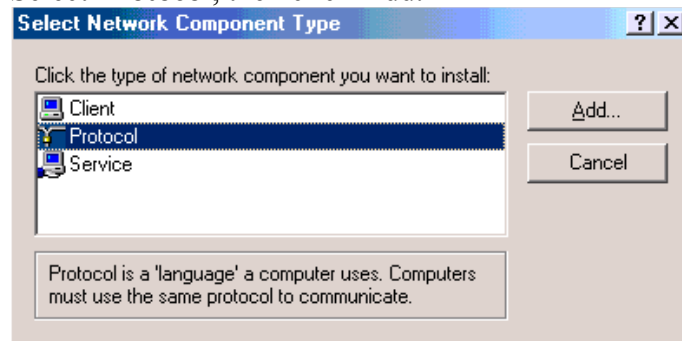 Select Network Component Type
Click the type of network component you want to install:
Client
Add...
Protocol
Service
Cancel
Protocol is a 'language' a computer uses. Computers
must use the same protocol to communicate.